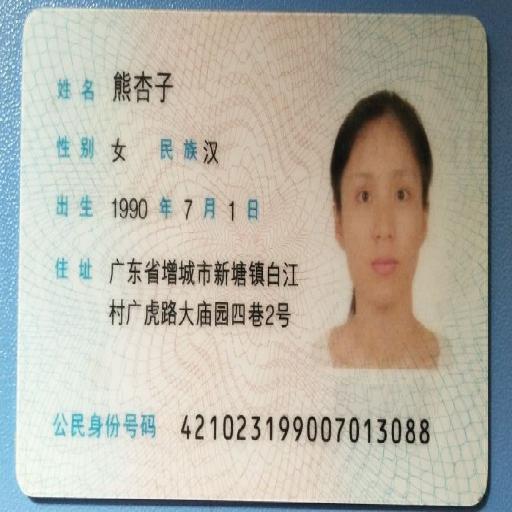 姓名 熊杏子
性别 女 民族 汉
出生 1990 年 7 月 1 日
住址 广东省增城市新塘镇白江
村广虎路大庙园四巷2号
公民身份号码 421023199007013088